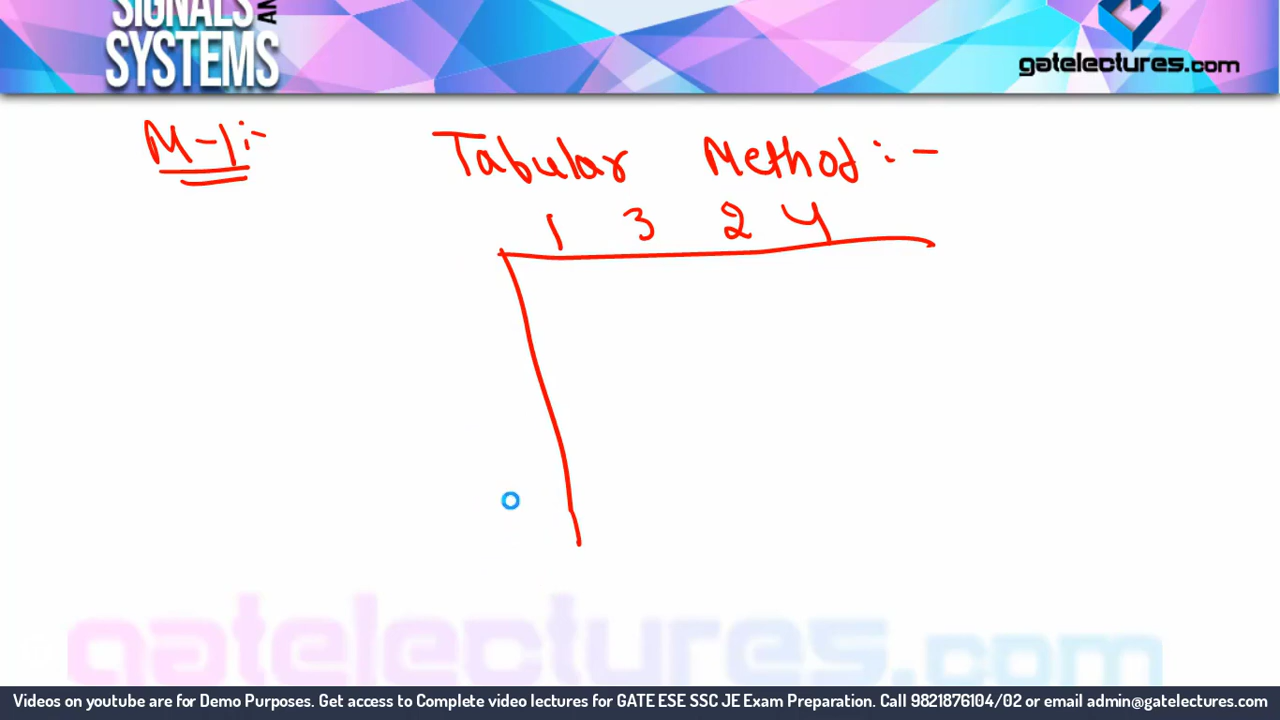 SIGNALS AND
SYSTEMS
gatelectures.com
M-1:-
Tabular Method:-
1 3 2 4
gatelectures.com
Videos on youtube are for Demo Purposes. Get access to Complete video lectures for GATE ESE SSC JE Exam Preparation. Call 9821876104/02 or email admin@gatelectures.com